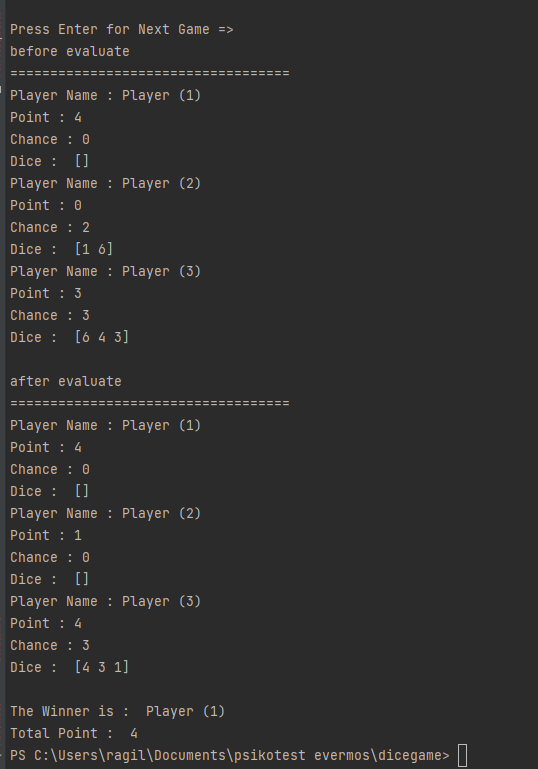 Press Enter for Next Game =>
before evaluate
===================================
Player Name : Player (1)
Point : 4
Chance : 0
Dice :  []
Player Name : Player (2)
Point : 0
Chance : 2
Dice :  [1 6]
Player Name : Player (3)
Point : 3
Chance : 3
Dice :  [6 4 3]

after evaluate
===================================
Player Name : Player (1)
Point : 4
Chance : 0
Dice :  []
Player Name : Player (2)
Point : 1
Chance : 0
Dice :  []
Player Name : Player (3)
Point : 4
Chance : 3
Dice :  [4 3 1]

The Winner is :  Player (1)
Total Point :  4
PS C:\Users\ragil\Documents\psikotest evermos\dicegame>